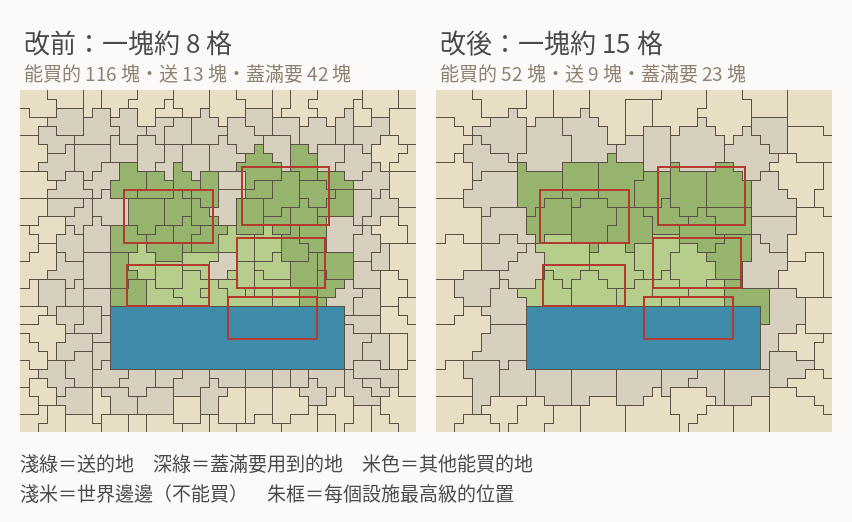 改前：一塊約 8 格
能買的 116 塊・送 13 塊・蓋滿要 42 塊
改後：一塊約 15 格
能買的 52 塊・送 9 塊・蓋滿要 23 塊
淺綠＝送的地　深綠＝蓋滿要用到的地　米色＝其他能買的地
淺米＝世界邊邊（不能買）　朱框＝每個設施最高級的位置